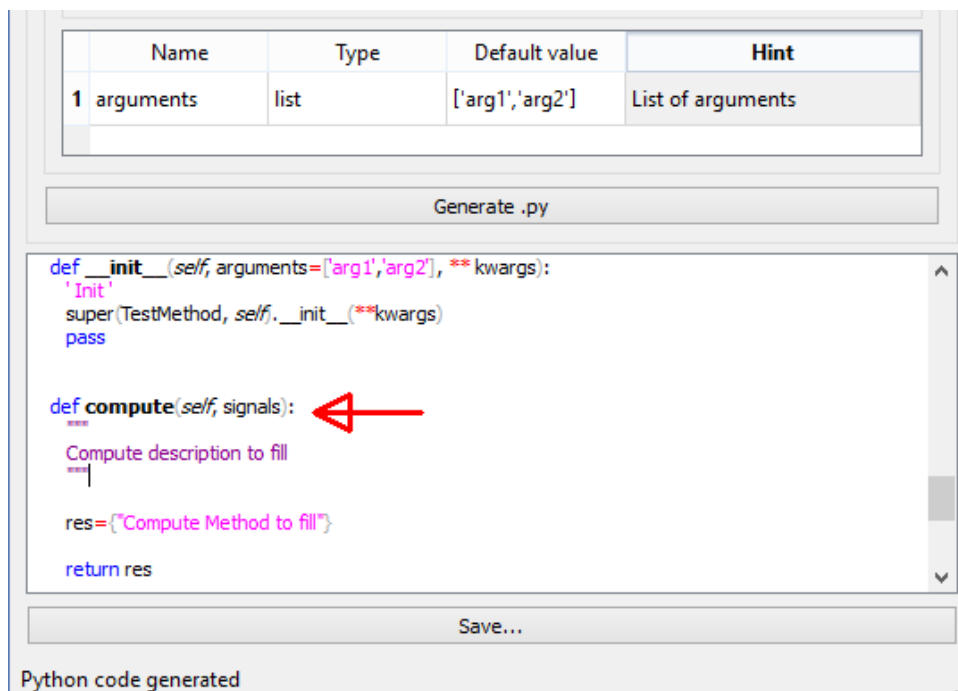 Name Type Default value Hint
1 arguments list ['arg1','arg2'] List of arguments
Generate .py
def __init__(self, arguments=['arg1','arg2'], ** kwargs):
' Init '
super(TestMethod, self).__init__(**kwargs)
pass
def compute(self, signals):
"""
Compute description to fill
"""
res={"Compute Method to fill"}
return res
Save...
Python code generated